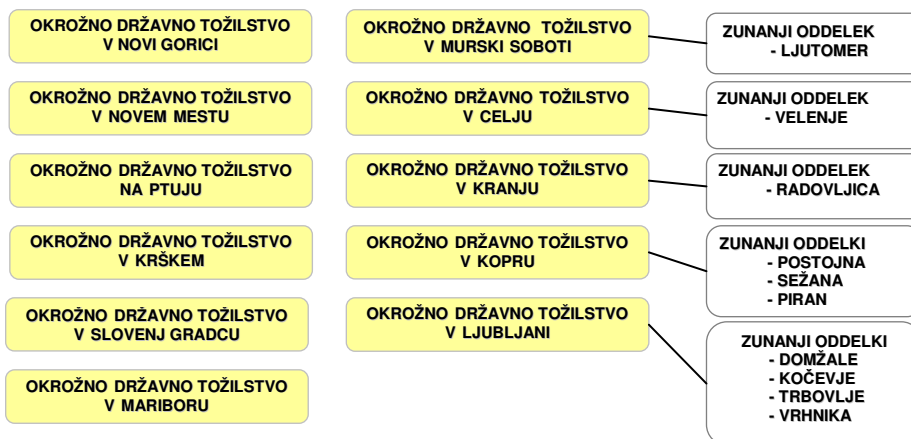 OKROŽNO DRŽAVNO TOŽILSTVO
V NOVI GORICI
OKROŽNO DRŽAVNO TOŽILSTVO
V NOVEM MESTU
OKROŽNO DRŽAVNO TOŽILSTVO
NA PTUJU
OKROŽNO DRŽAVNO TOŽILSTVO
V KRŠKEM
OKROŽNO DRŽAVNO TOŽILSTVO
V SLOVENJ GRADCU
OKROŽNO DRŽAVNO TOŽILSTVO
V MARIBORU
OKROŽNO DRŽAVNO TOŽILSTVO
V MURSKI SOBOTI
OKROŽNO DRŽAVNO TOŽILSTVO
V CELJU
OKROŽNO DRŽAVNO TOŽILSTVO
V KRANJU
OKROŽNO DRŽAVNO TOŽILSTVO
V KOPRU
OKROŽNO DRŽAVNO TOŽILSTVO
V LJUBLJANI
ZUNANJI ODDELEK
- LJUTOMER
ZUNANJI ODDELEK
- VELENJE
ZUNANJI ODDELEK
- RADOVLJICA
ZUNANJI ODDELKI
- POSTOJNA
- SEŽANA
- PIRAN
ZUNANJI ODDELKI
- DOMŽALE
- KOČEVJE
- TRBOVLJE
- VRHNIKA